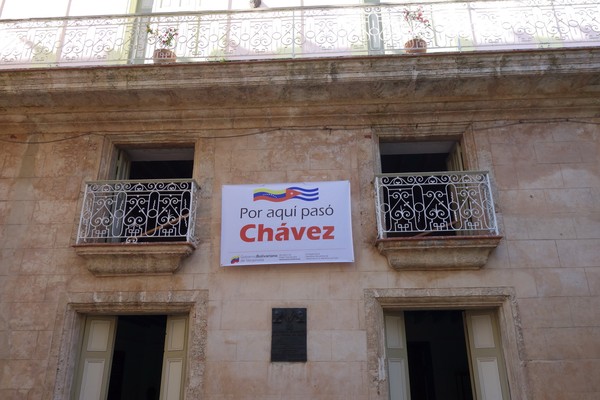 Por aquí pasó
Chávez